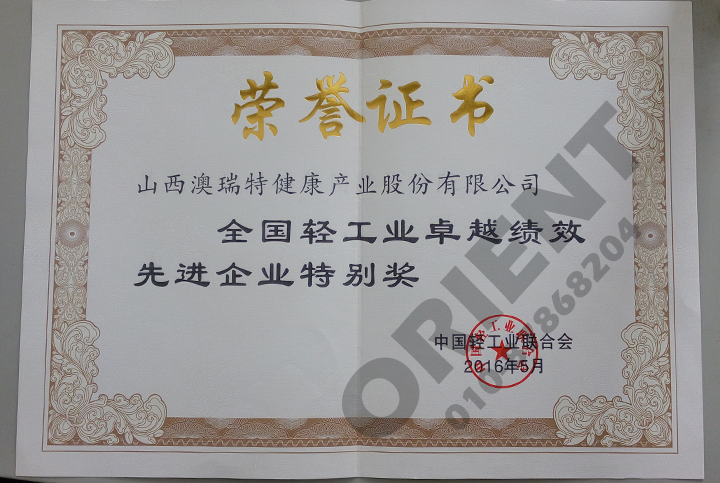 荣誉证书
山西澳瑞特健康产业股份有限公司
全国轻工业卓越绩效
先进企业特别奖
中国轻工业联合会
2016年5月
ORIENT